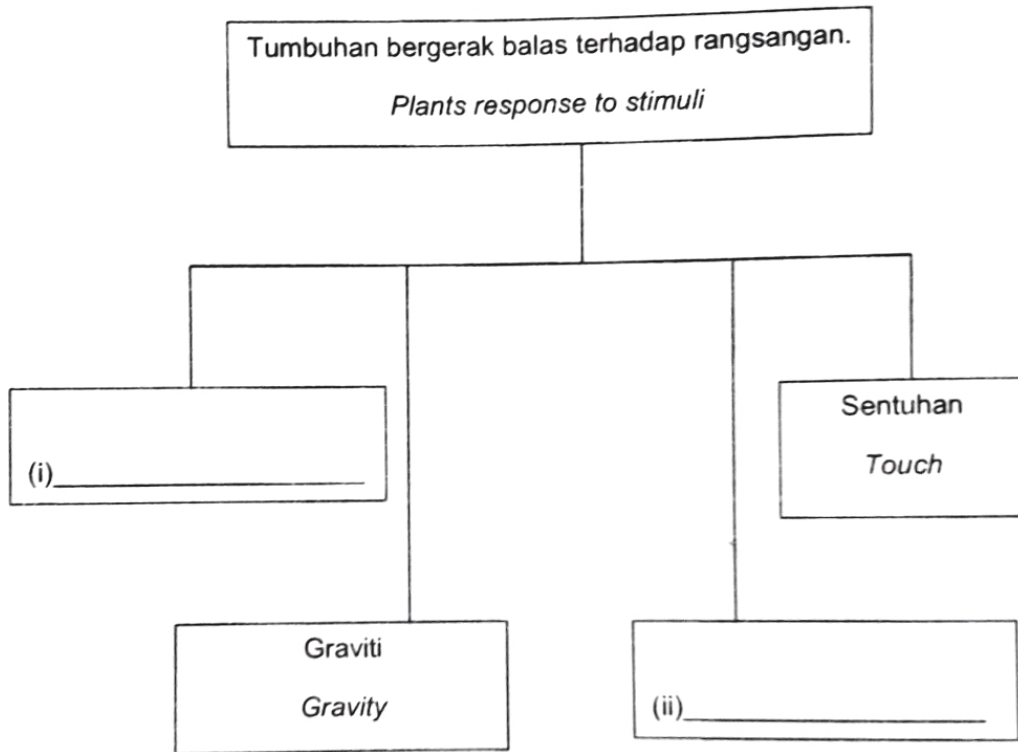 Tumbuhan bergerak balas terhadap rangsangan.
Plants response to stimuli
(i)
Sentuhan
Touch
Graviti
Gravity
(ii)